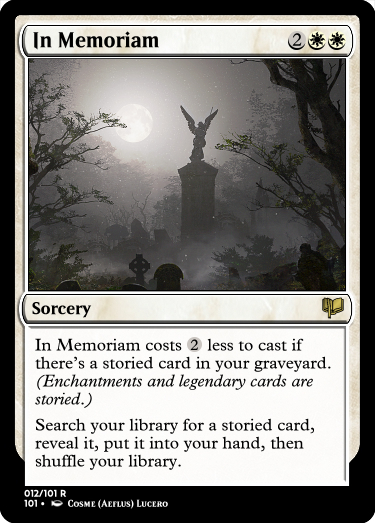 In Memoriam 2
Sorcery
In Memoriam costs 2 less to cast if
there's a storied card in your graveyard.
(Enchantments and legendary cards are
storied.)
Search your library for a storied card,
reveal it, put it into your hand, then
shuffle your library.
012/101 R
101 • Cosme (Aeflus) Lucero